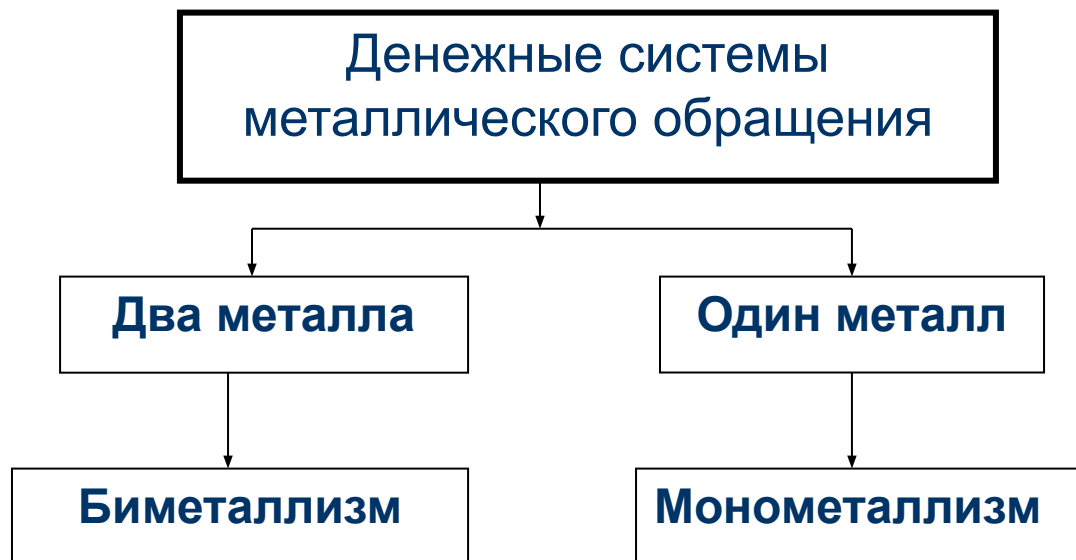 Денежные системы
металлического обращения
Два металла
Один металл
Биметаллизм
Монометаллизм